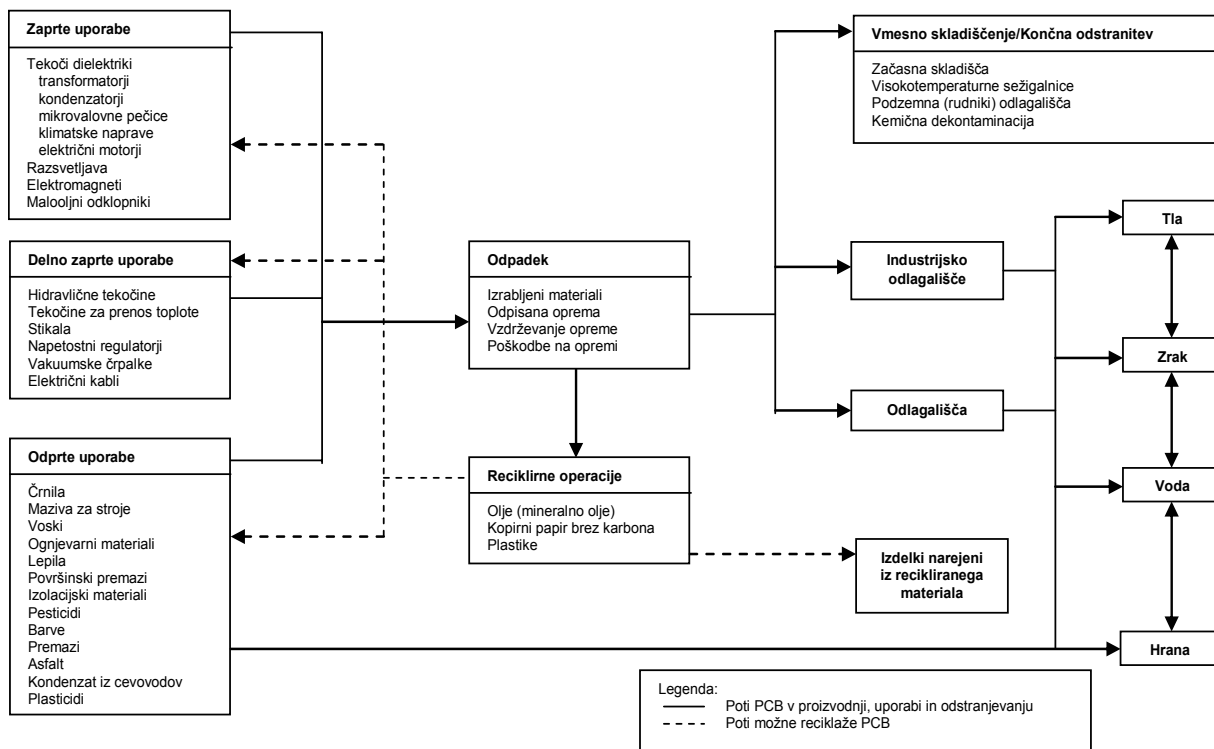 Zaprte uporabe
Tekoči dielektriki
transformatorji
kondenzatorji
mikrovalovne pečice
klimatske naprave
električni motorji
Razsvetljava
Elektromagneti
Malooljni odklopniki
Delno zaprte uporabe
Hidravlične tekočine
Tekočine za prenos toplote
Stikala
Napetostni regulatorji
Vakuumske črpalke
Električni kabli
Odprte uporabe
Črnila
Maziva za stroje
Voski
Ognjevarni materiali
Lepila
Površinski premazi
Izolacijski materiali
Pesticidi
Barve
Premazi
Asfalt
Kondenzat iz cevovodov
Plasticidi
Odpadek
Izrabljeni materiali
Odpisana oprema
Vzdrževanje opreme
Poškodbe na opremi
Reciklirne operacije
Olje (mineralno olje)
Kopirni papir brez karbona
Plastike
Vmesno skladiščenje/Končna odstranitev
Začasna skladišča
Visokotemperaturne sežigalnice
Podzemna (rudniki) odlagališča
Kemična dekontaminacija
Industrijsko
odlagališče
Odlagališča
Izdelki narejeni
iz recikliranega
materiala
Tla
Zrak
Voda
Hrana
Legenda:
Poti PCB v proizvodnji, uporabi in odstranjevanju
Poti možne reciklaže PCB